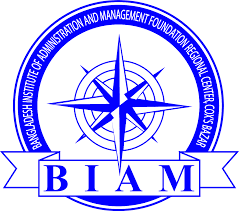 BANGLADESH INSTITUTE OF ADMINISTRATION AND MANAGEMENT FOUNDATION REGIONAL CENTER, COX'S BAZAR
BIAM